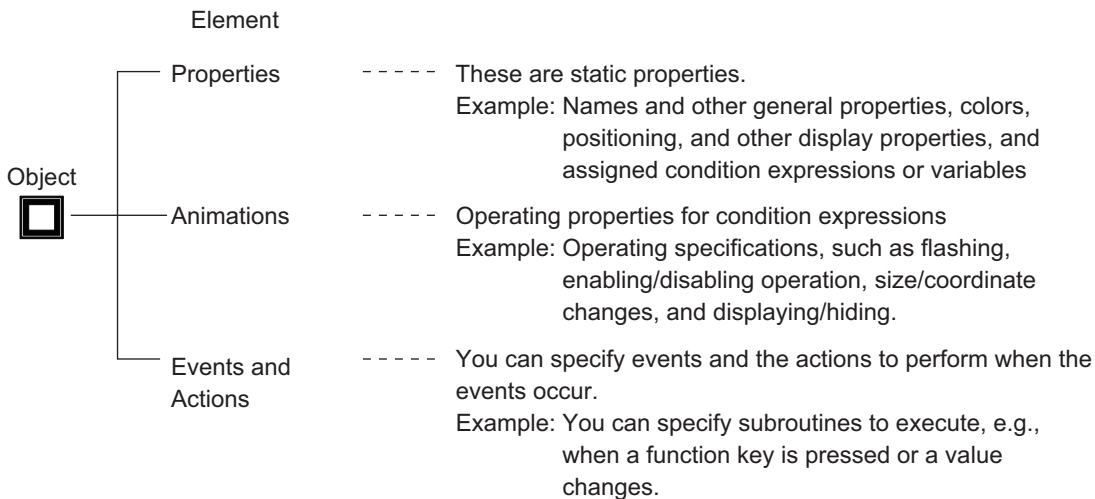 Element
Object
Properties
These are static properties.
Example: Names and other general properties, colors,
positioning, and other display properties, and
assigned condition expressions or variables
Animations
Operating properties for condition expressions
Example: Operating specifications, such as flashing,
enabling/disabling operation, size/coordinate
changes, and displaying/hiding.
Events and
Actions
You can specify events and the actions to perform when the
events occur.
Example: You can specify subroutines to execute, e.g.,
when a function key is pressed or a value
changes.